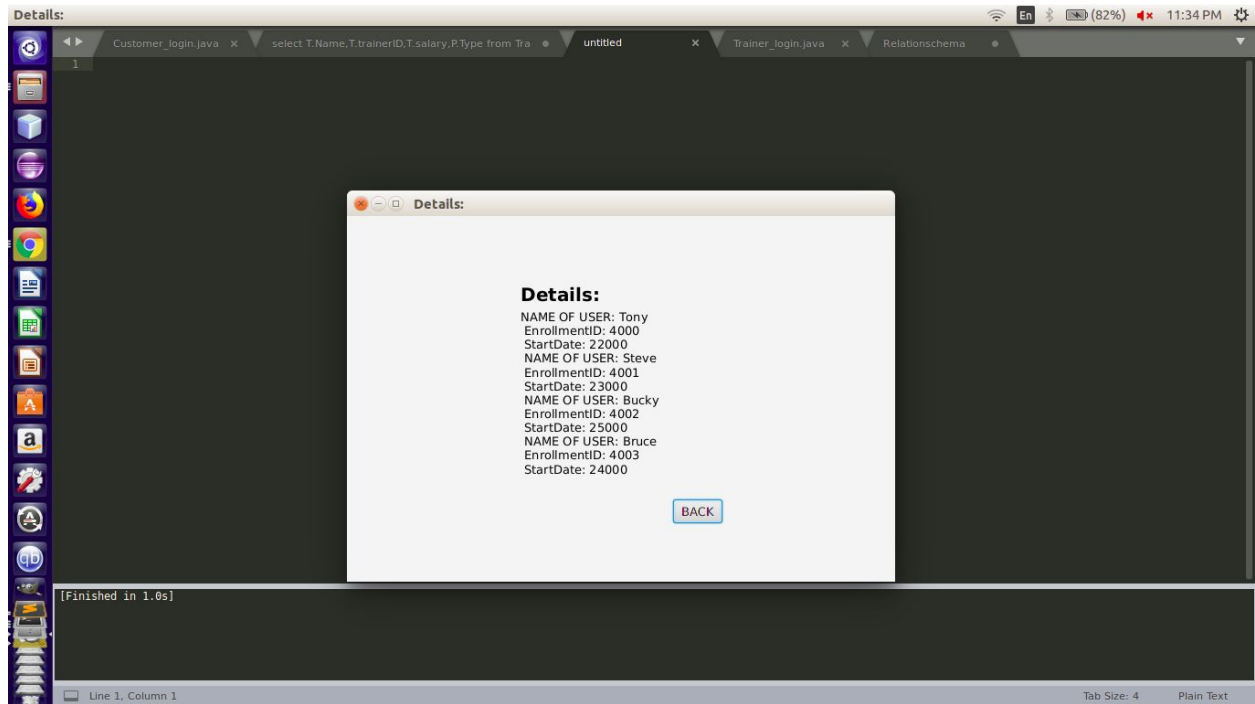 Details:
En
(82%)
11:34 PM
Customer_login.java x
select T.Name,T.trainerID,T.salary,P.Type from Tra
untitled x
Trainer_login.java x
Relationschema
1
Details:
Details:
NAME OF USER: Tony
EnrollmentID: 4000
StartDate: 22000
NAME OF USER: Steve
EnrollmentID: 4001
StartDate: 23000
NAME OF USER: Bucky
EnrollmentID: 4002
StartDate: 25000
NAME OF USER: Bruce
EnrollmentID: 4003
StartDate: 24000
BACK
a
qb
[Finished in 1.0s]
Line 1, Column 1
Tab Size: 4
Plain Text